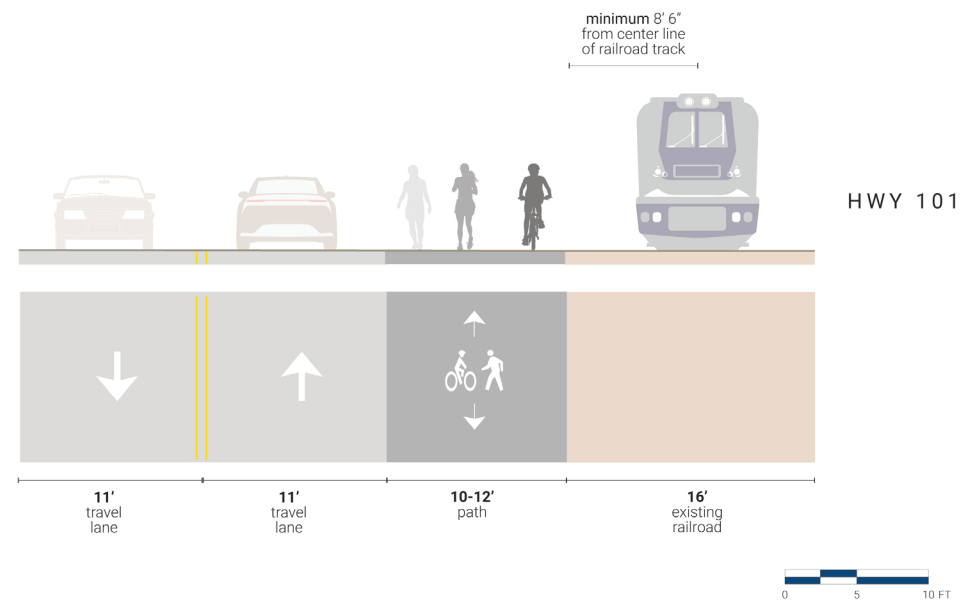 minimum 8’ 6”
from center line
of railroad track
HWY 101
11’
travel
lane
11’
travel
lane
10-12’
path
16’
existing
railroad
0 5 10 FT